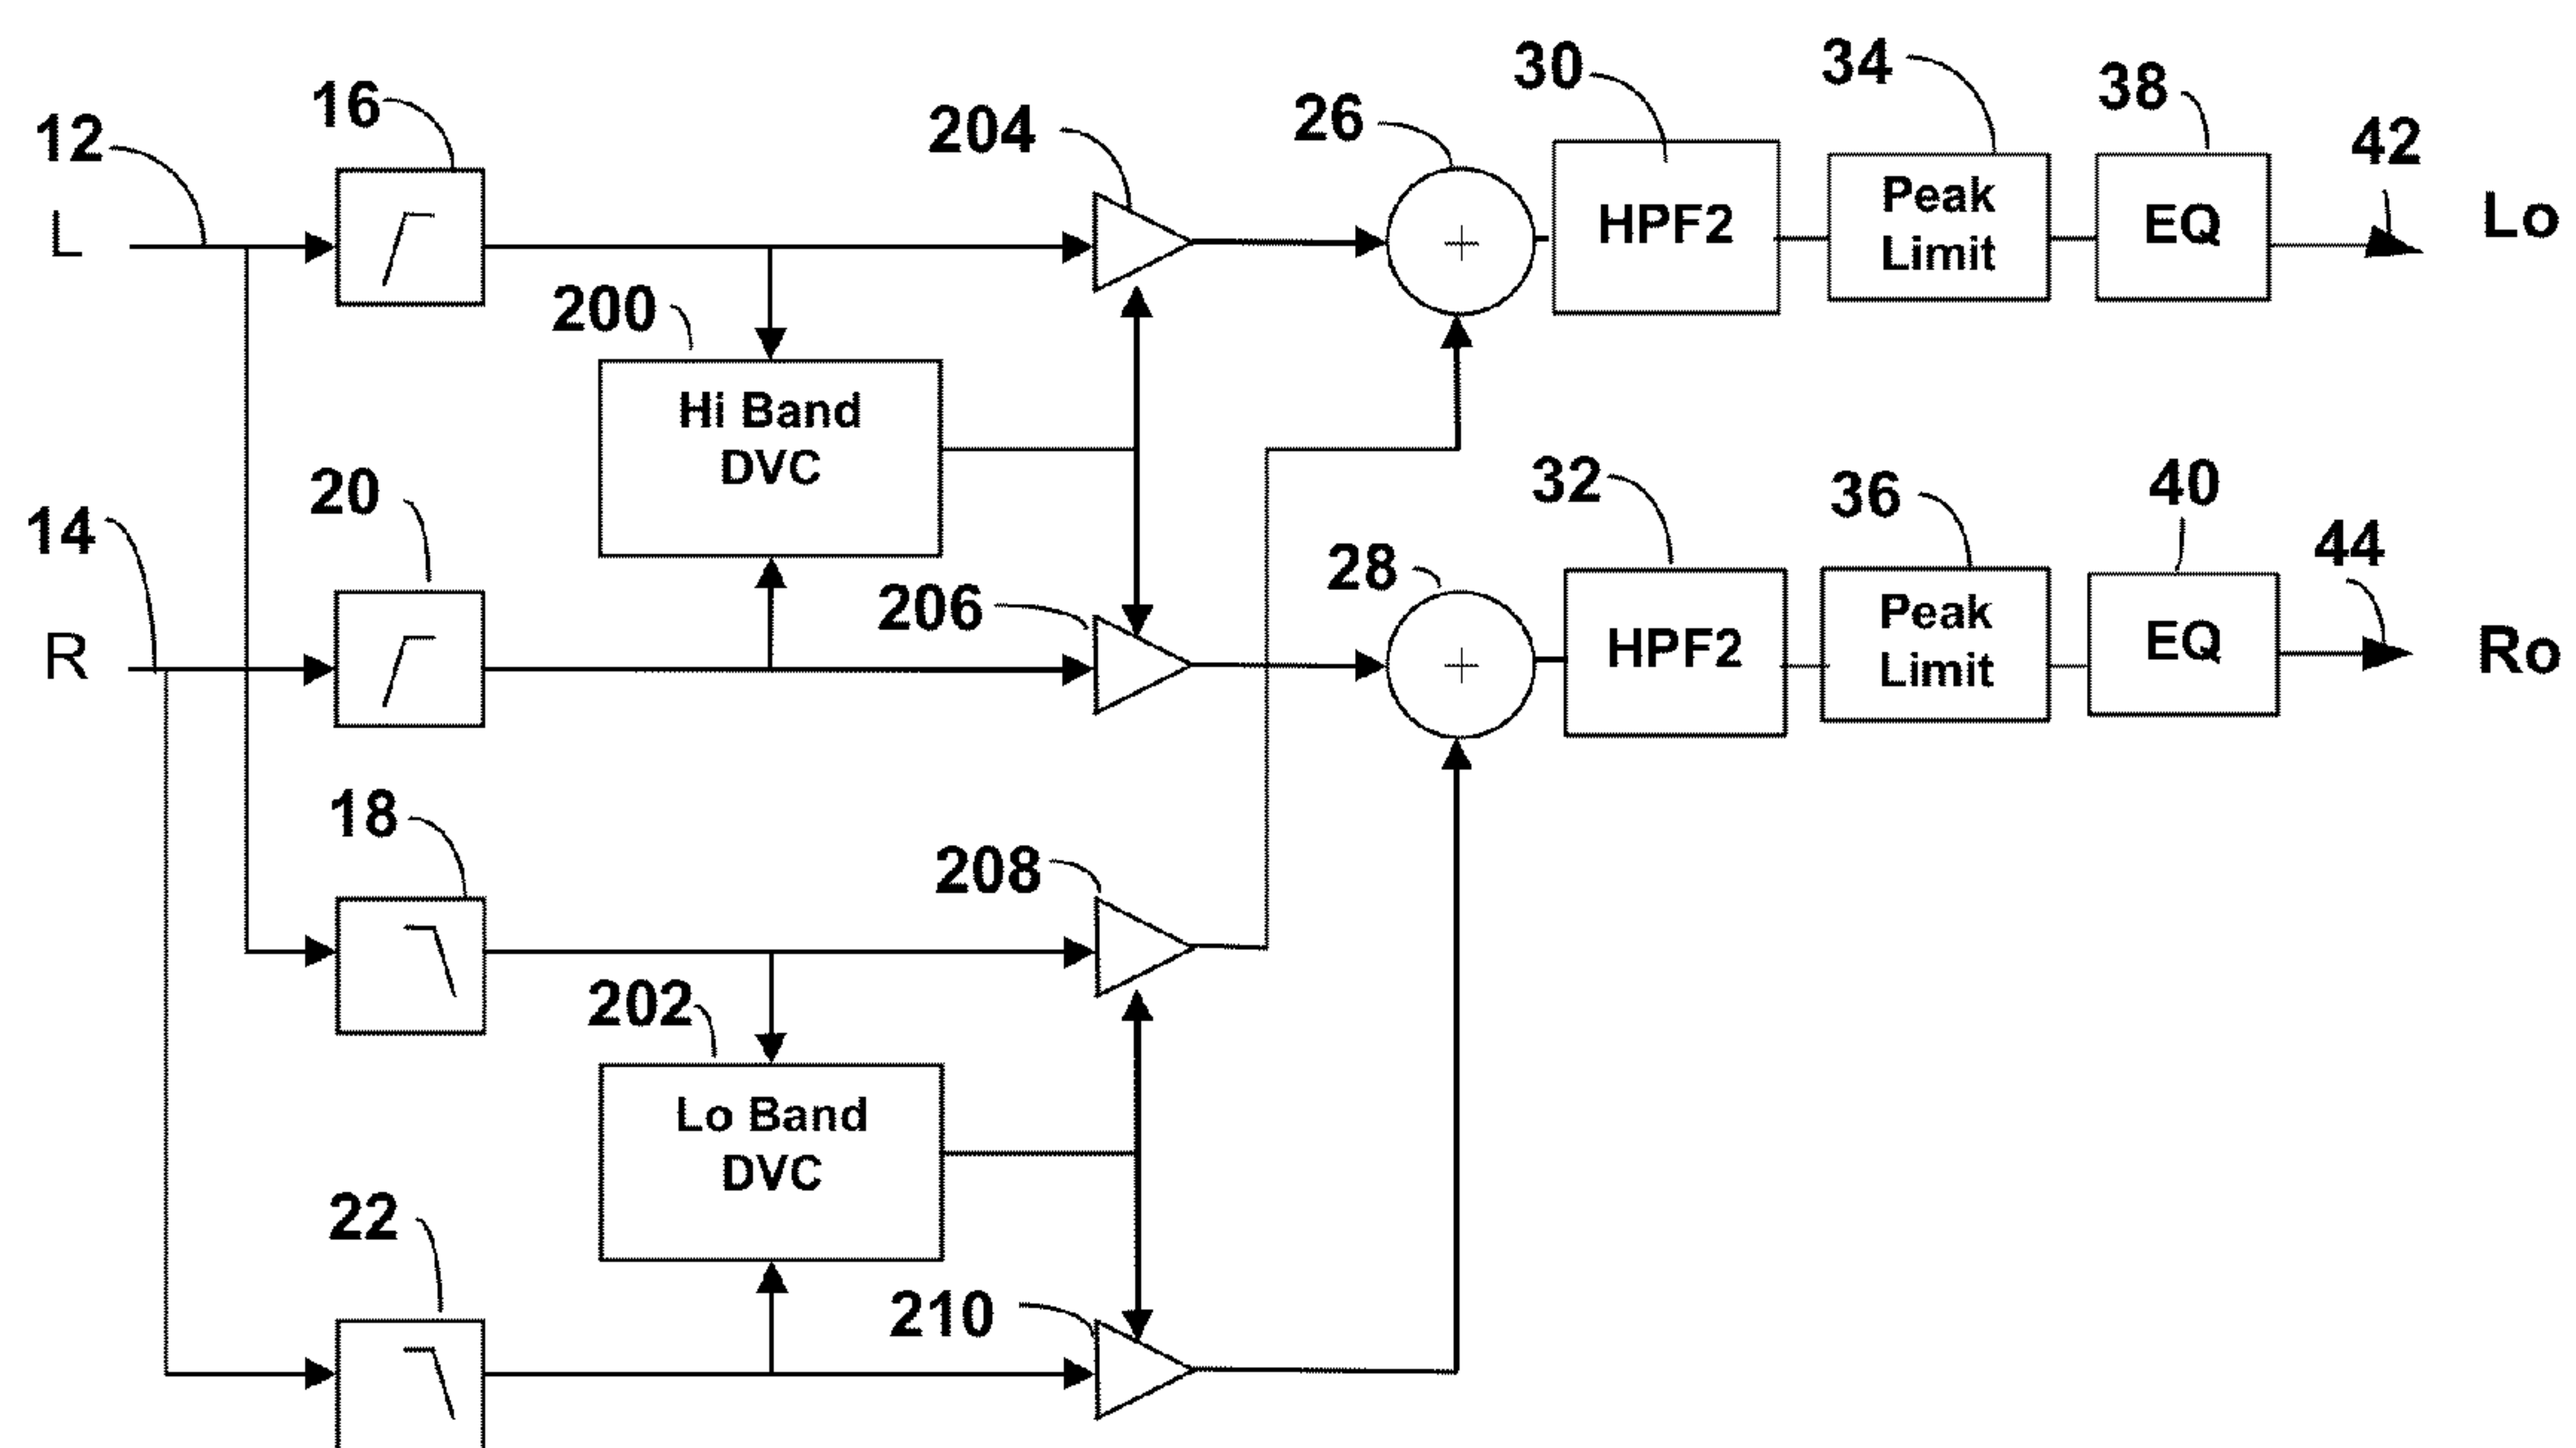 12
16
204
26
30
34
38
42
L
HPF2
Peak
Limit
EQ
Lo
200
Hi Band
DVC
14
20
206
28
32
36
40
44
R
HPF2
Peak
Limit
EQ
Ro
18
208
202
Lo Band
DVC
22
210